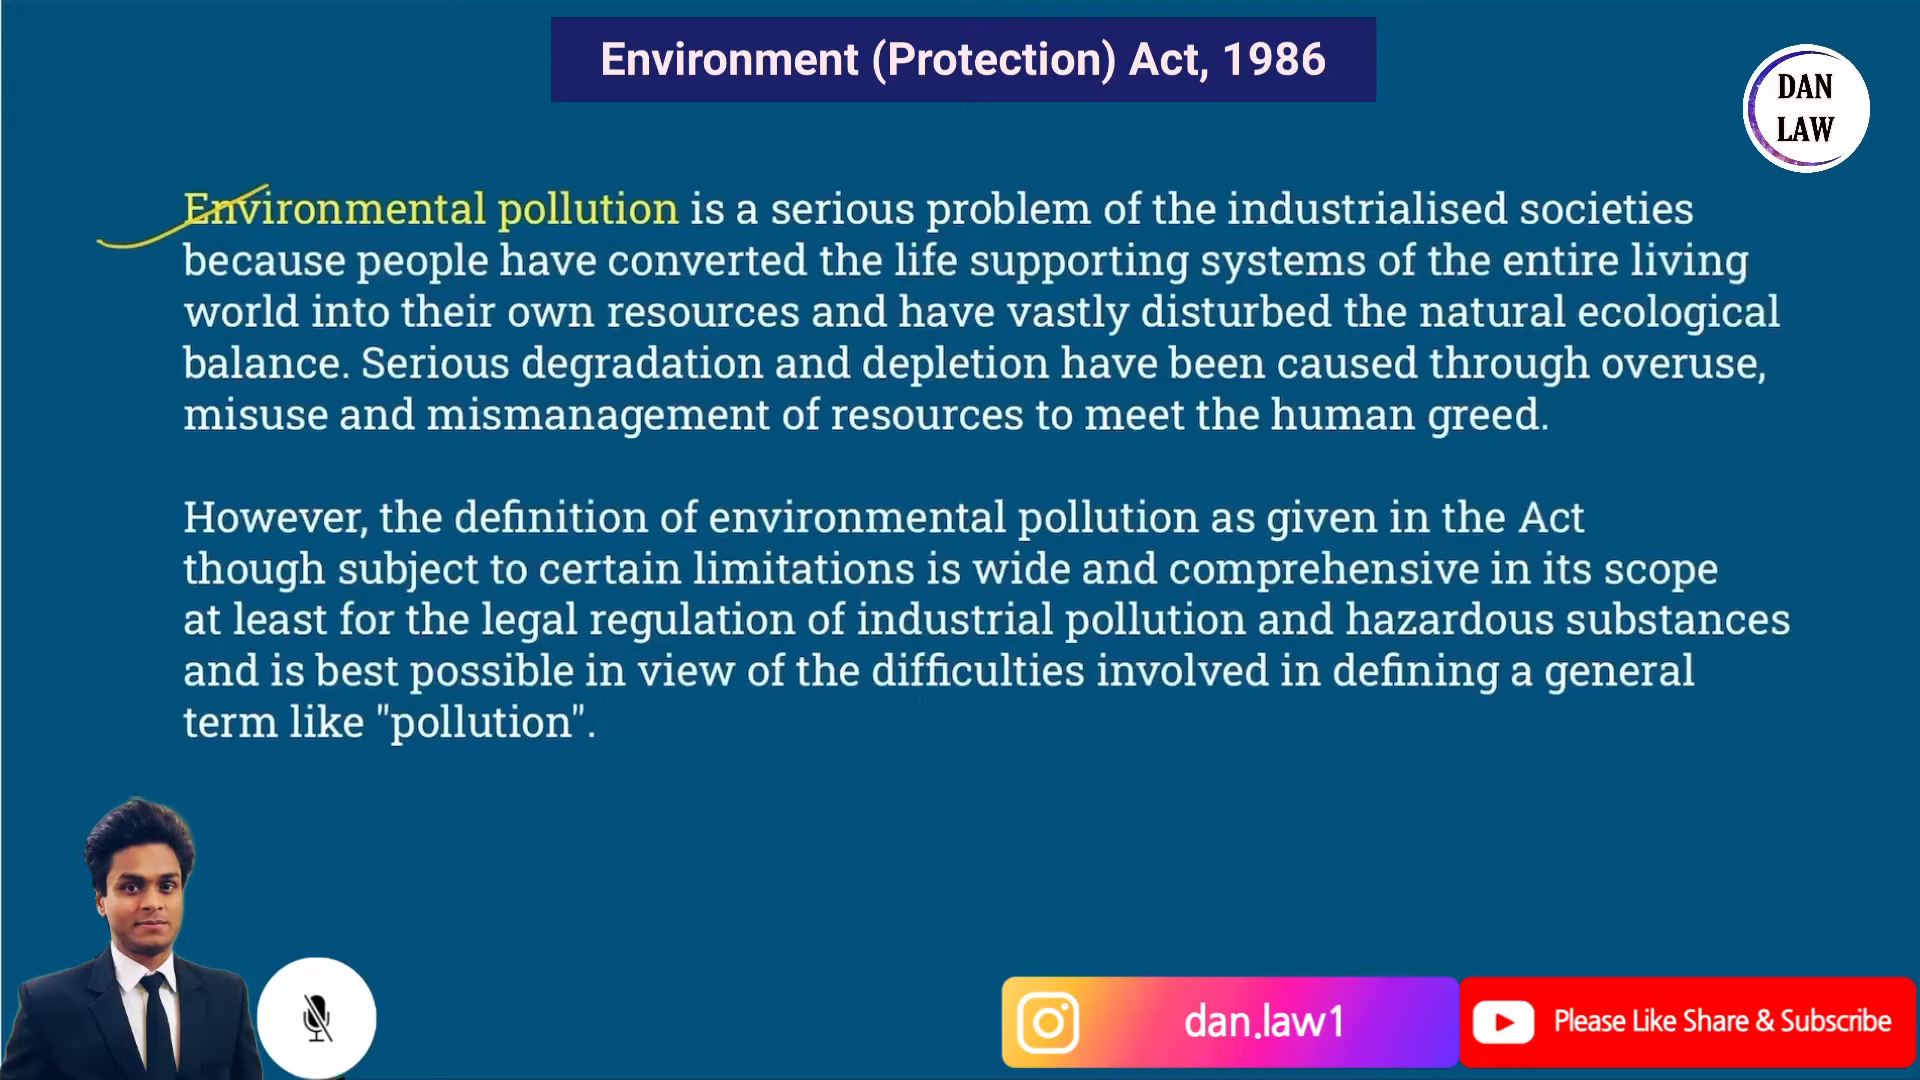 Environment (Protection) Act, 1986
DAN
LAW
Environmental pollution is a serious problem of the industrialised societies
because people have converted the life supporting systems of the entire living
world into their own resources and have vastly disturbed the natural ecological
balance. Serious degradation and depletion have been caused through overuse,
misuse and mismanagement of resources to meet the human greed.
However, the definition of environmental pollution as given in the Act
though subject to certain limitations is wide and comprehensive in its scope
at least for the legal regulation of industrial pollution and hazardous substances
and is best possible in view of the difficulties involved in defining a general
term like "pollution".
dan.law1
Please Like Share & Subscribe